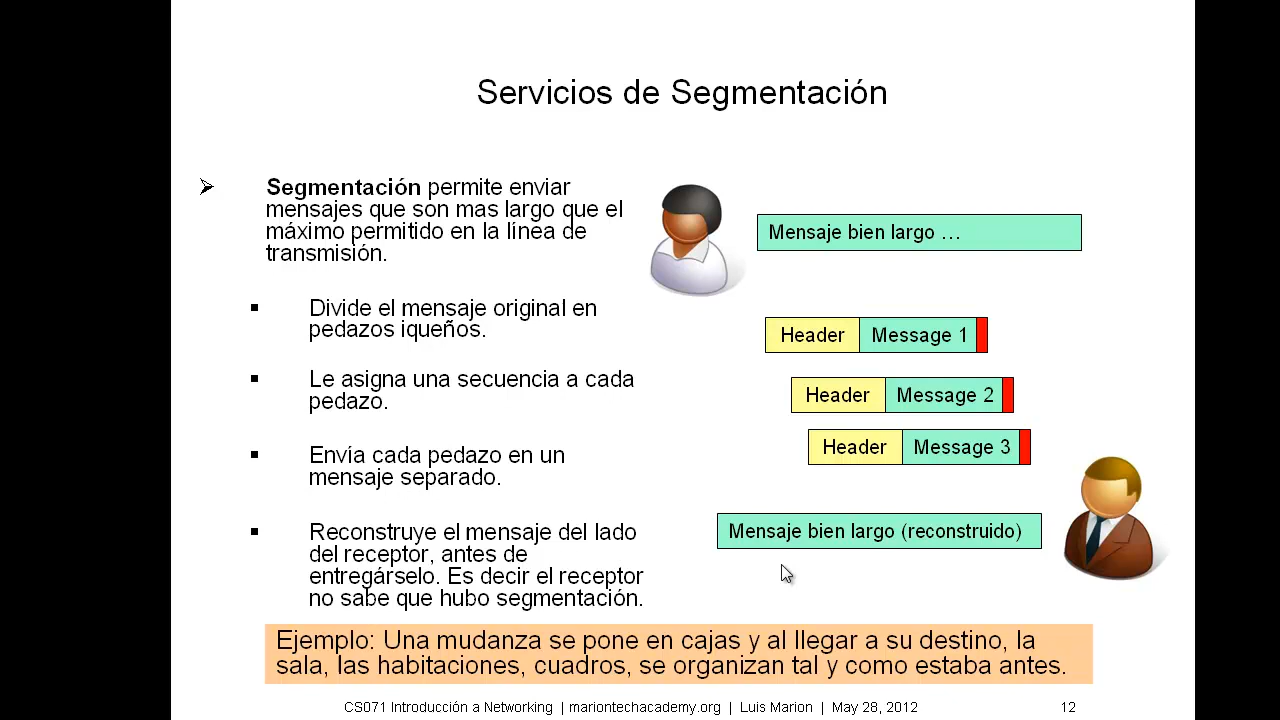 Servicios de Segmentación
Segmentación permite enviar
mensajes que son mas largo que el
máximo permitido en la línea de
transmisión.
Divide el mensaje original en
pedazos iqueños.
Le asigna una secuencia a cada
pedazo.
Envía cada pedazo en un
mensaje separado.
Reconstruye el mensaje del lado
del receptor, antes de
entregárselo. Es decir el receptor
no sabe que hubo segmentación.
Mensaje bien largo …
Header Message 1
Header Message 2
Header Message 3
Mensaje bien largo (reconstruido)
Ejemplo: Una mudanza se pone en cajas y al llegar a su destino, la
sala, las habitaciones, cuadros, se organizan tal y como estaba antes.
CS071 Introducción a Networking | mariontechacademy.org | Luis Marion | May 28, 2012 12